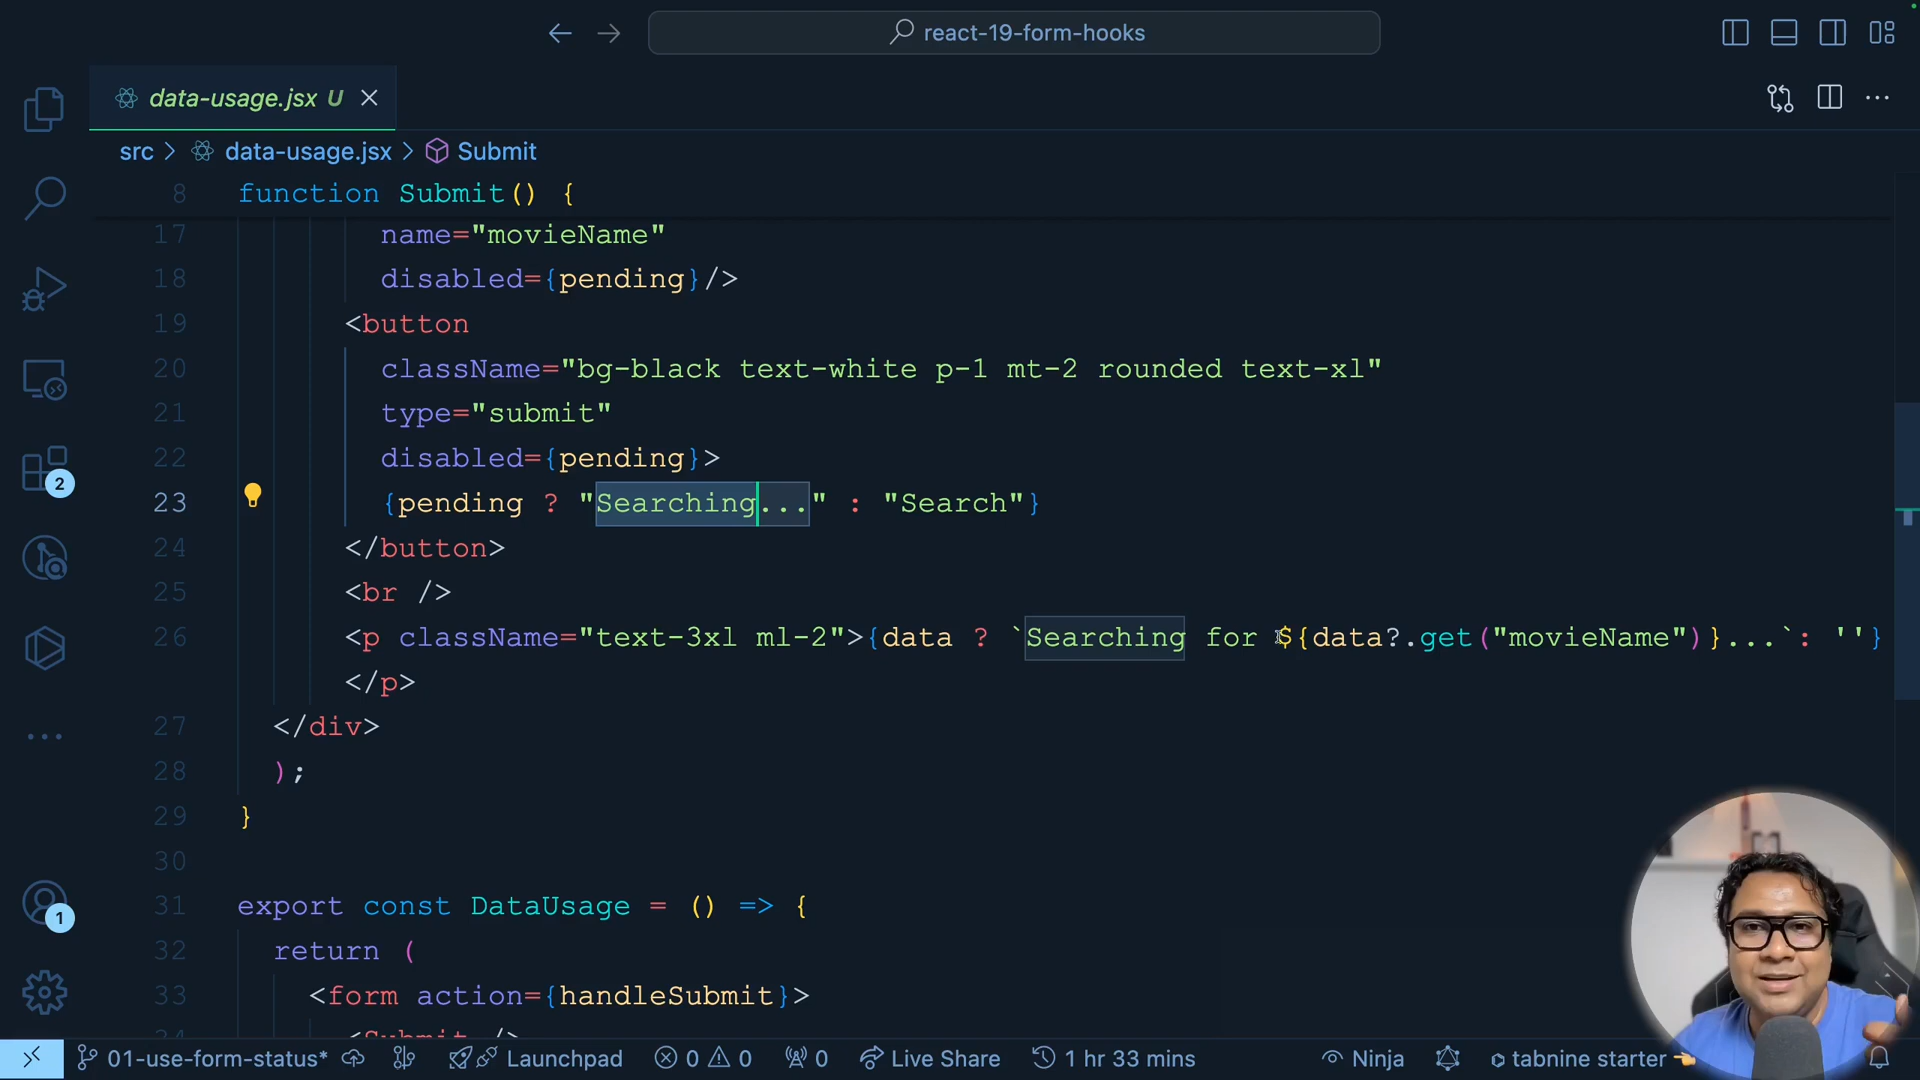 react-19-form-hooks
data-usage.jsx U
src > data-usage.jsx > Submit
8 function Submit() {
17 name="movieName"
18 disabled={pending}/>
19 <button
20 className="bg-black text-white p-1 mt-2 rounded text-xl"
21 type="submit"
22 disabled={pending}>
23 {pending ? "Searching..." : "Search"}
24 </button>
25 <br />
26 <p className="text-3xl ml-2">{data ? `Searching for ${data?.get("movieName")}...`: ''}
</p>
27 </div>
28 );
29 }
30
31 export const DataUsage = () => {
32 return (
33 <form action={handleSubmit}>
34 <Submit />
2
1
01-use-form-status* Launchpad 0 0 0 Live Share 1 hr 33 mins Ninja tabnine starter